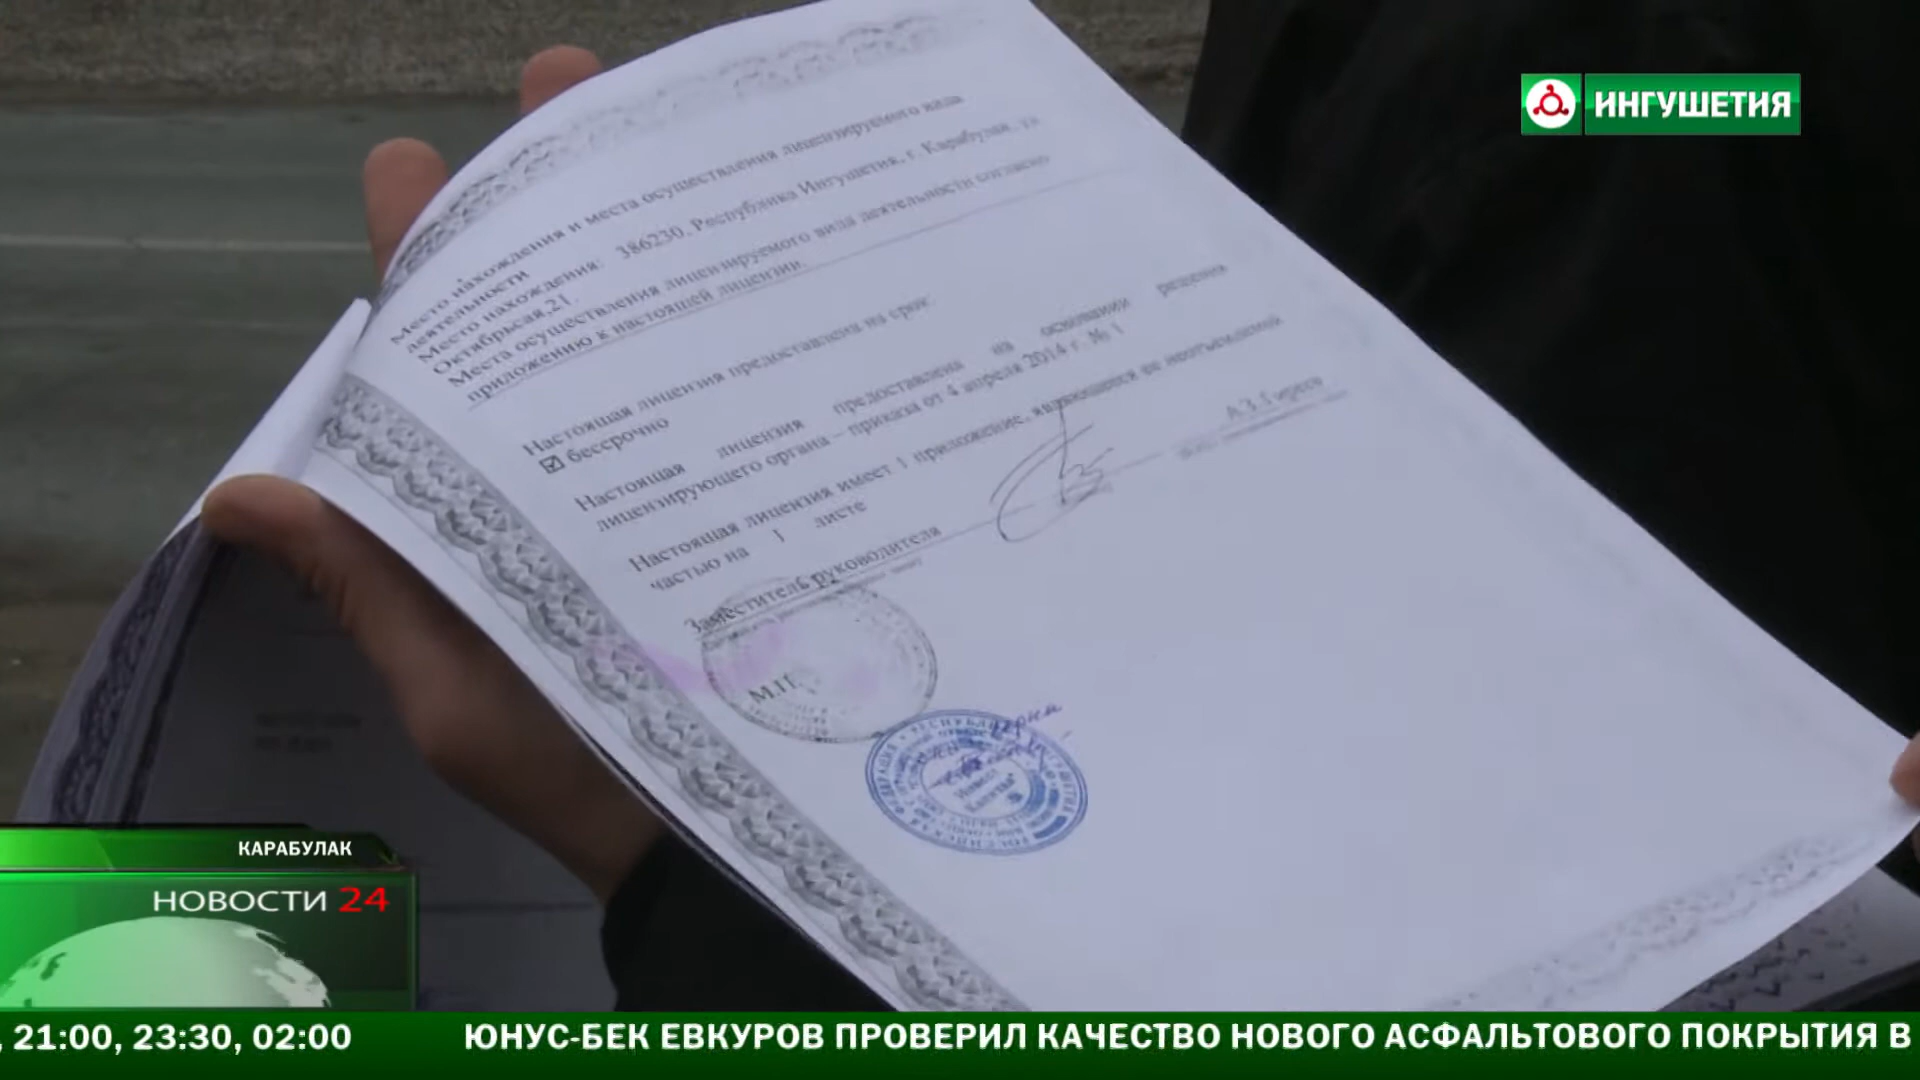 ИНГУШЕТИЯ
Место нахождения и места осуществления лицензируемого вида
деятельности
Место нахождения: 386230, Республика Ингушетия, г. Карабулак, ул
Октябрьсая,21.
Места осуществления лицензируемого вида деятельности согласно
приложению к настоящей лицензии.
Настоящая лицензия предоставлена на срок:
☑ бессрочно
Настоящая лицензия предоставлена на основании решения
лицензирующего органа – приказа от 4 апреля 2014 г. № 1
Настоящая лицензия имеет 1 приложение, являющееся ее неотъемлемой
частью на 1 листе
Заместитель руководителя
М.П.
КАРАБУЛАК
НОВОСТИ 24
, 21:00, 23:30, 02:00 ЮНУС-БЕК ЕВКУРОВ ПРОВЕРИЛ КАЧЕСТВО НОВОГО АСФАЛЬТОВОГО ПОКРЫТИЯ В